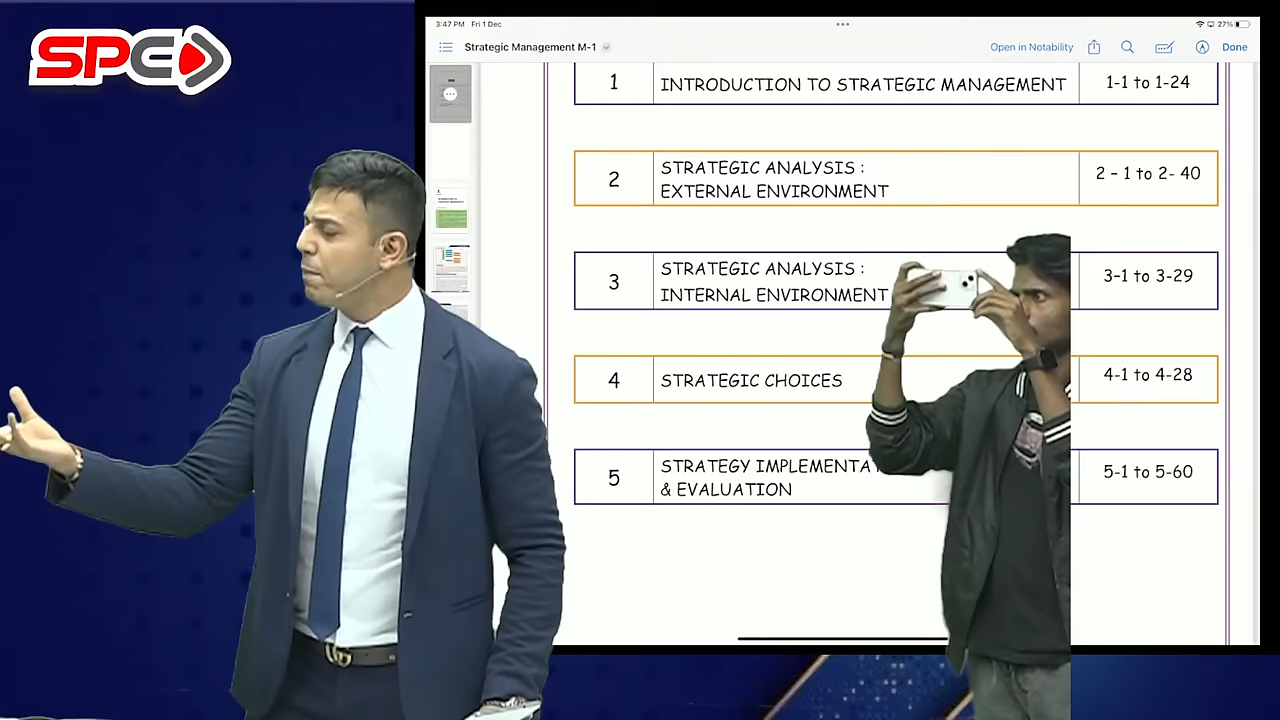 SPC
3:47 PM Fri 1 Dec
27%
Strategic Management M-1
Open in Notability
Done
1 INTRODUCTION TO STRATEGIC MANAGEMENT 1-1 to 1-24
2 STRATEGIC ANALYSIS : 2 – 1 to 2- 40
EXTERNAL ENVIRONMENT
3 STRATEGIC ANALYSIS : 3-1 to 3-29
INTERNAL ENVIRONMENT
4 STRATEGIC CHOICES 4-1 to 4-28
5 STRATEGY IMPLEMENTA 5-1 to 5-60
& EVALUATION